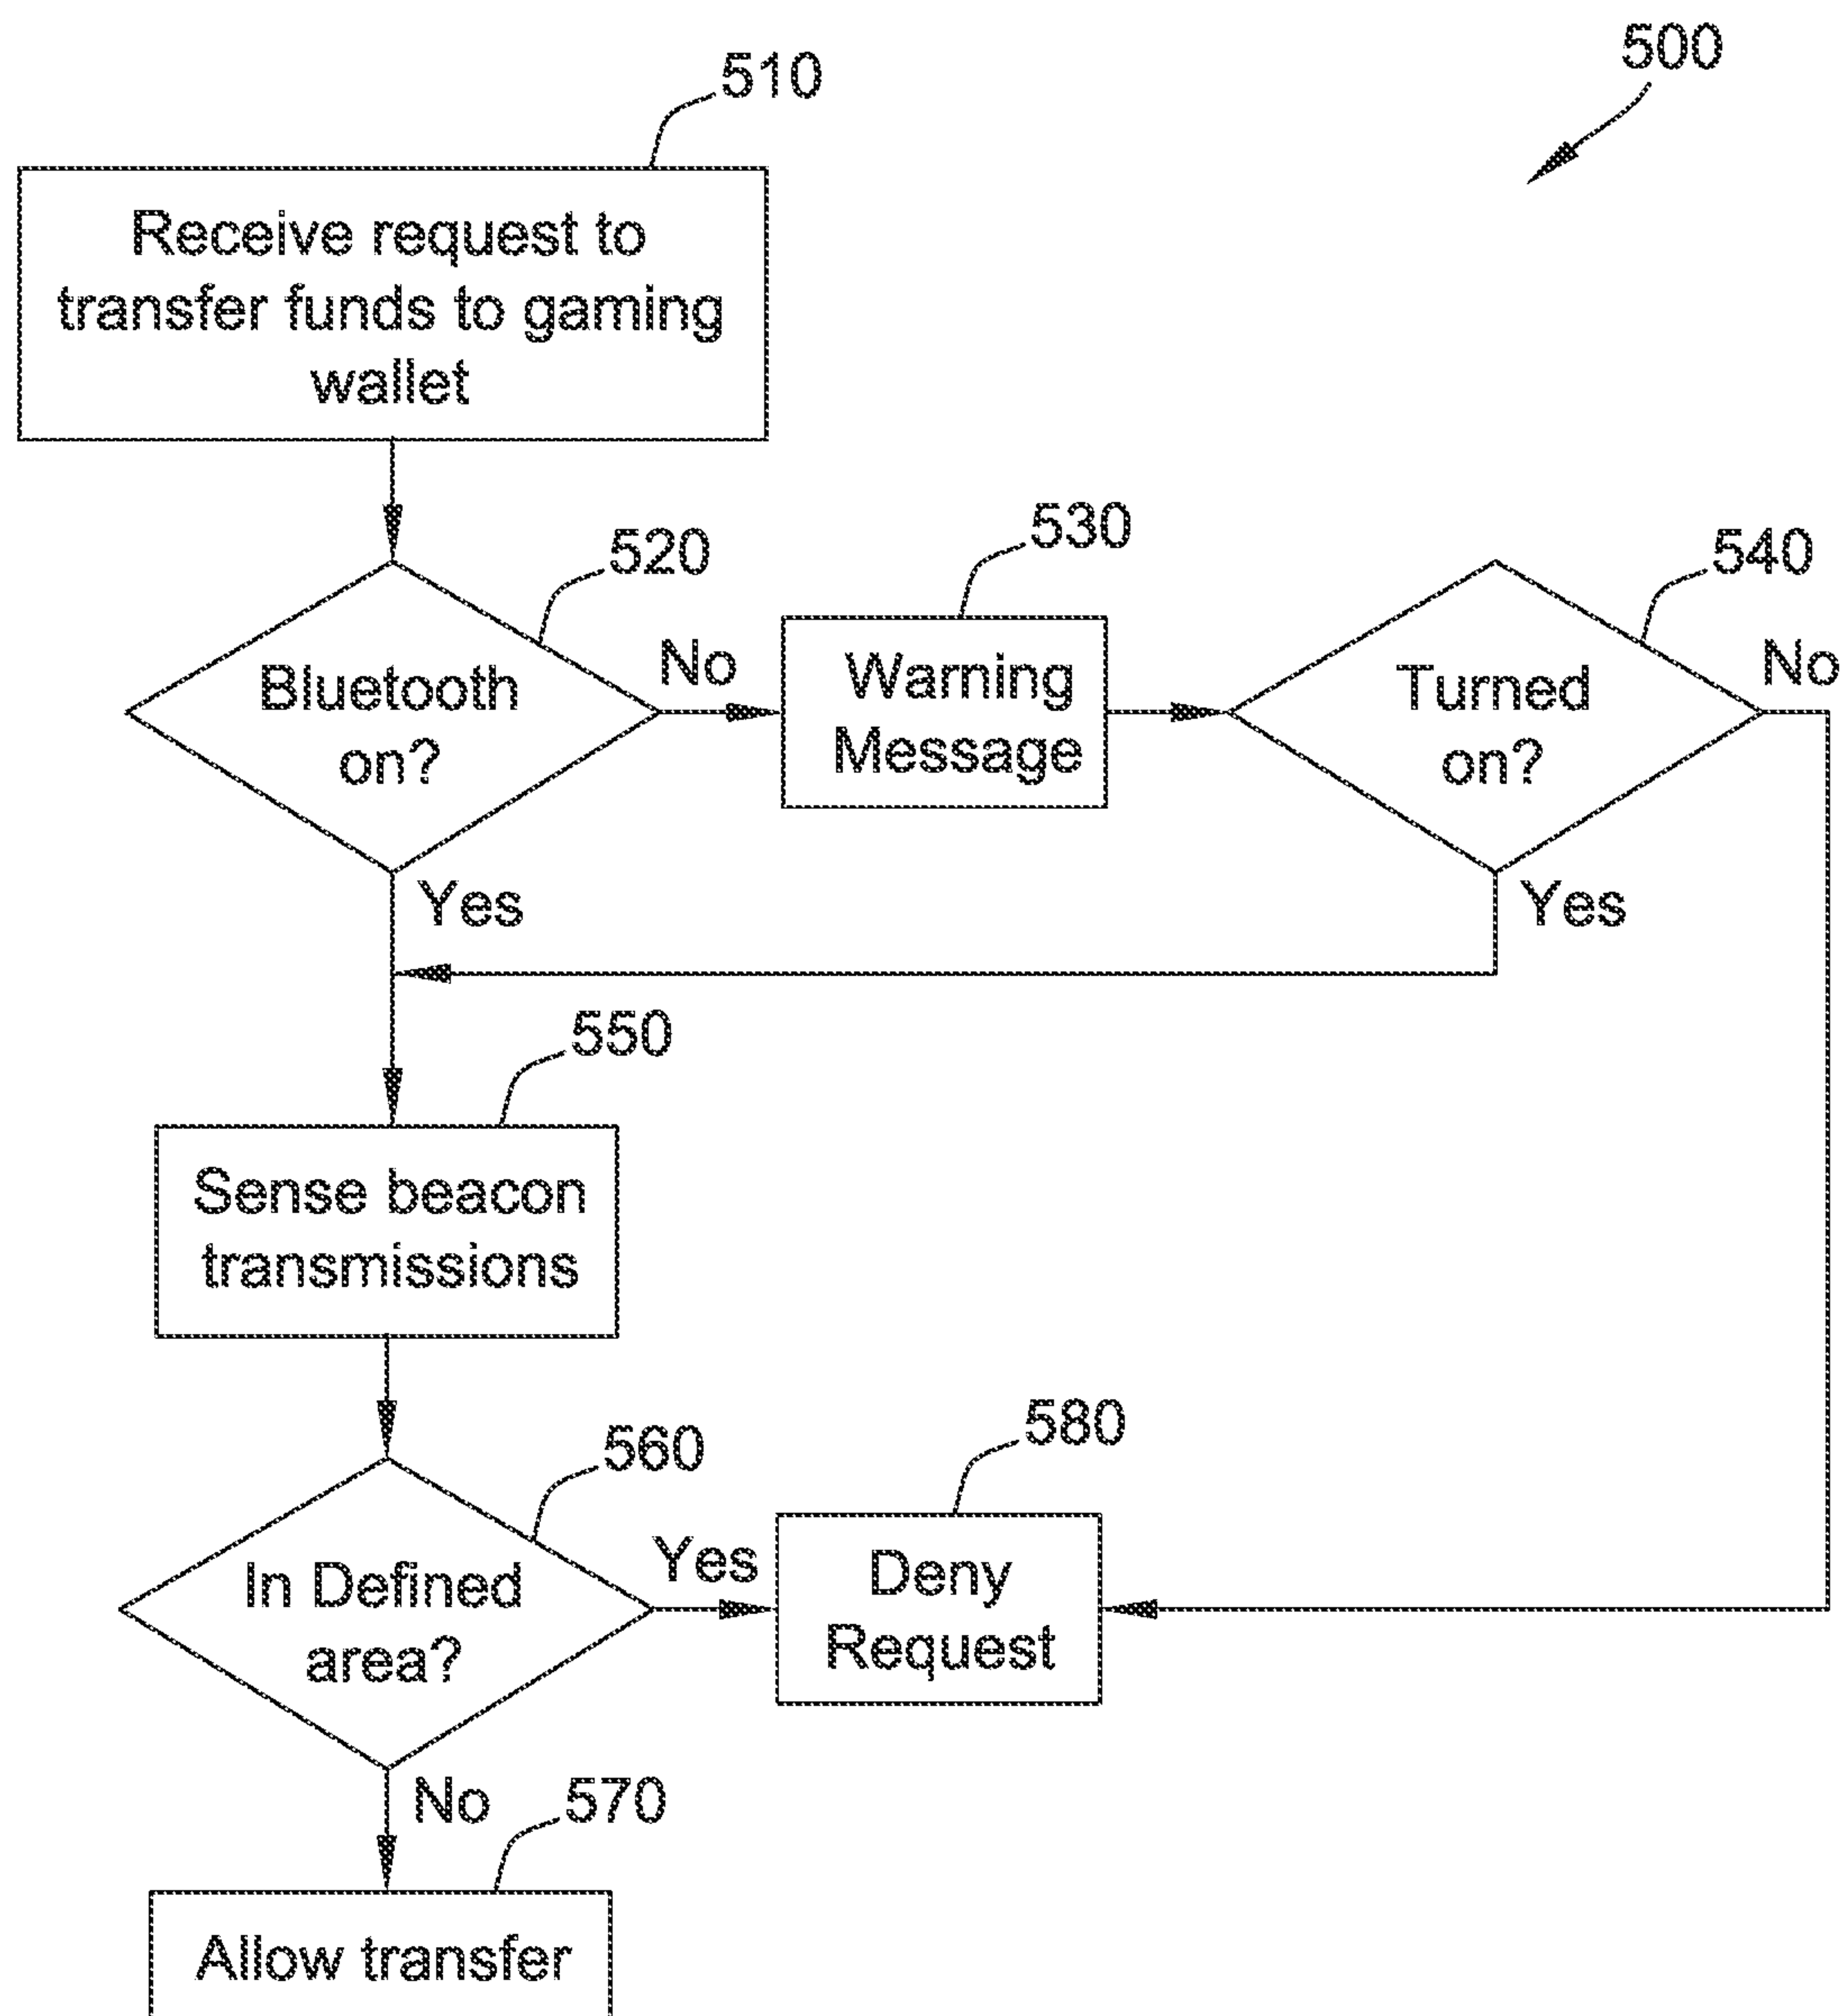 500
510
Receive request to
transfer funds to gaming
wallet
520
Bluetooth
on?
No
Yes
530
Warning
Message
540
Turned
on?
No
Yes
550
Sense beacon
transmissions
560
In Defined
area?
Yes
No
580
Deny
Request
570
Allow transfer